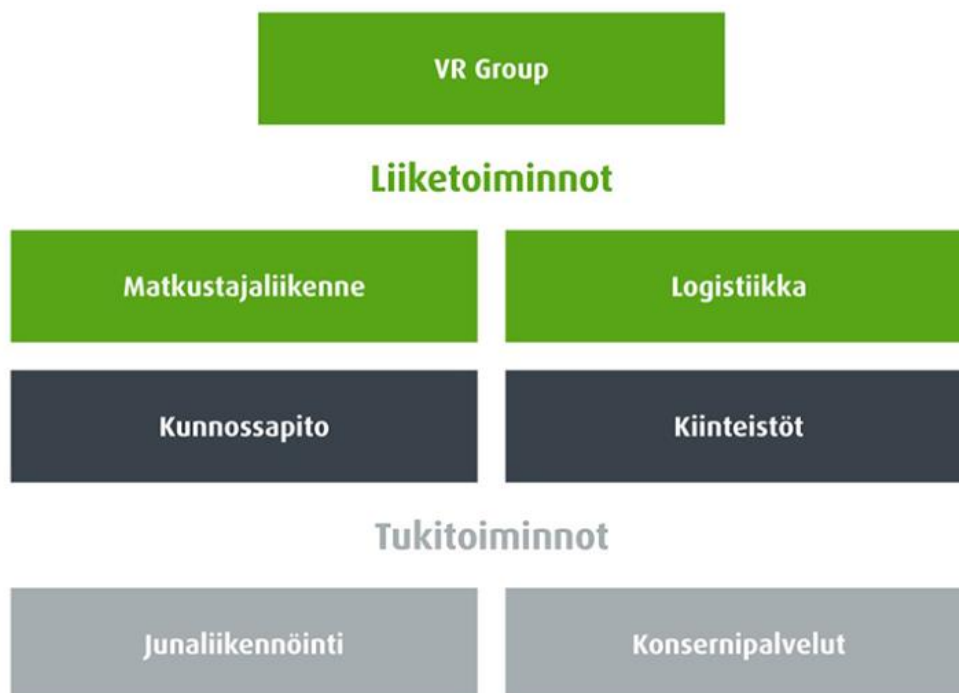 VR Group
Liiketoiminnot
Matkustajaliikenne
Logistiikka
Kunnossapito
Kiinteistöt
Tukitoiminnot
Junaliikennöinti
Konsernipalvelut